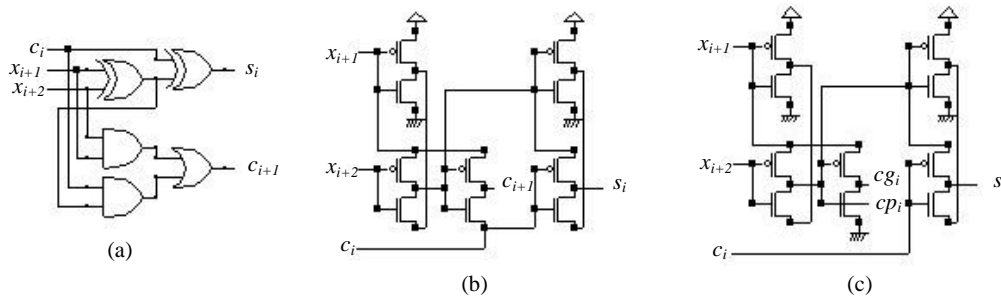 c_i
x_{i+1}
x_{i+2}
s_i
c_{i+1}
(a)
x_{i+1}
x_{i+2}
c_{i+1}
s_i
c_i
(b)
x_{i+1}
x_{i+2}
cg_i
cp_i
s
c_i
(c)